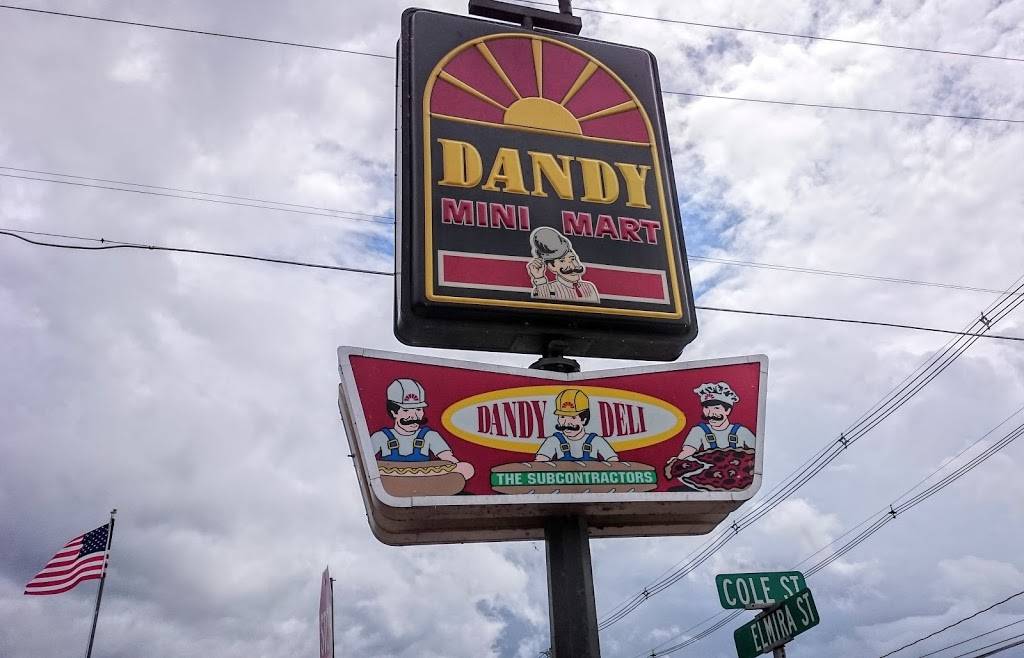 DANDY
MINI MART
DANDY DELI
THE SUBCONTRACTORS
COLE ST
ELMIRA ST